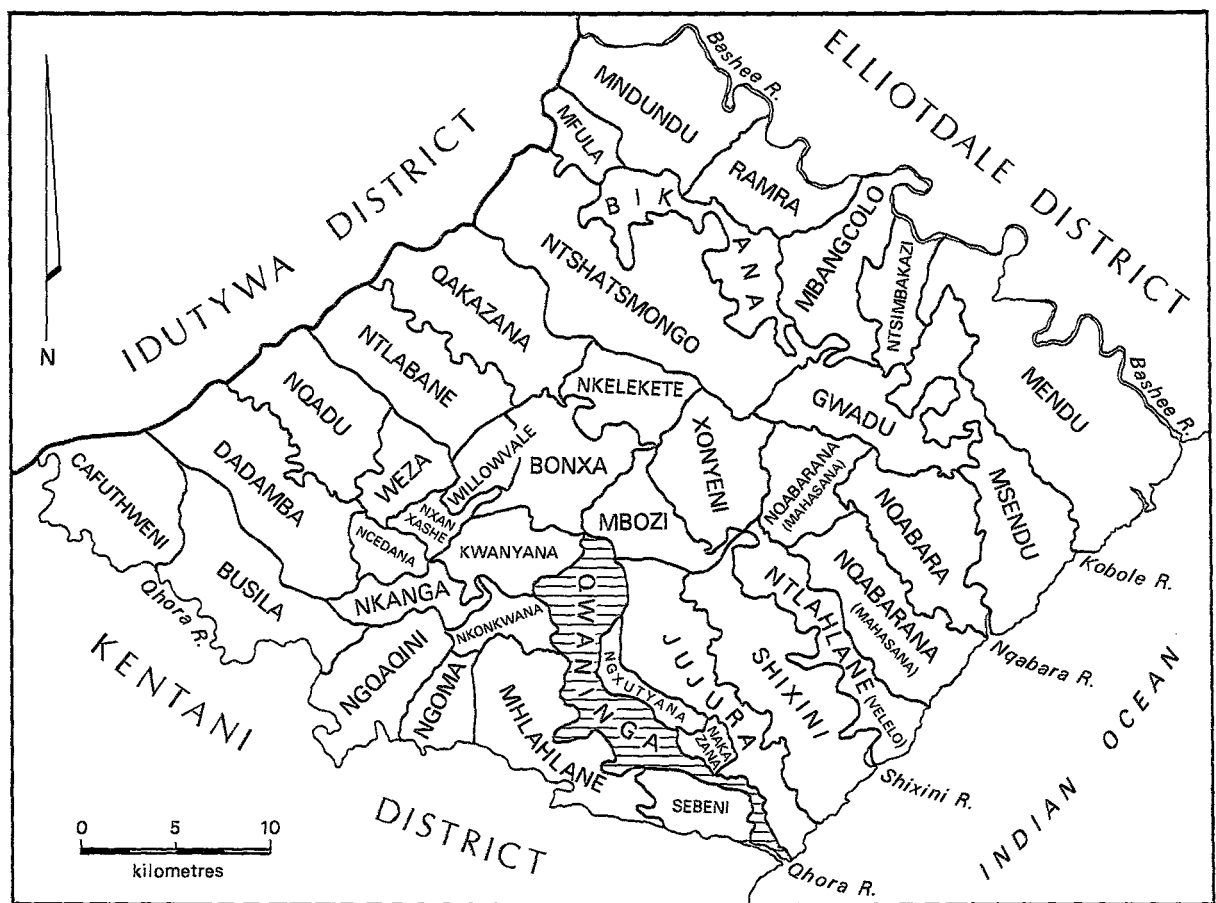 ELLIOTDALE DISTRICT
Bashee R.
MNDUNDU
MFULA
RAMRA
BIKANA
MBANGCOLO
NTSIMBAKAZI
IDUTYWA DISTRICT
NTSHATSMONGO
QAKAZANA
MENDU
Bashee R.
N
NTLABANE
NKELEKETE
GWADU
NQADU
WILLOWVALE
XONYENI
DADAMBA
WEZA
BONXA
NQABARANA
(MAHASANA)
MSENDU
CAFUTHWENI
NXAN
XASHE
MBOZI
NQABARA
NCEDANA
KWANYANA
Kobole R.
BUSILA
NKANGA
QWANINGA
NTLAHLANE
(VELELO)
NQABARANA
(MAHASANA)
Qhora R.
NKONKWANA
JUJURA
SHIXINI
Nqabara R.
NGQAQINI
NGOMA
NGXUTYANA
KENTANI DISTRICT
MHLAHLANE
NAKA
ZANA
Shixini R.
SEBENI
INDIAN OCEAN
0 5 10
kilometres
Qhora R.